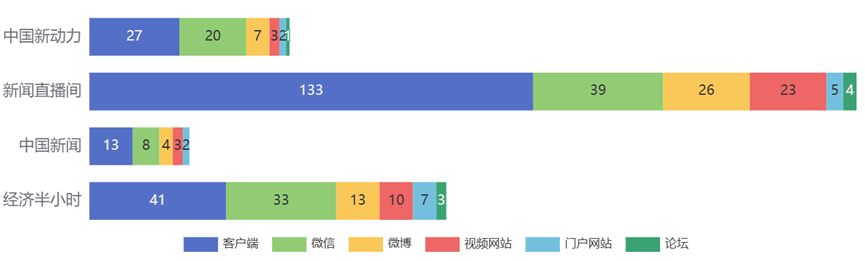 中国新动力 27 20 7 3 2 1
新闻直播间 133 39 26 23 5 4
中国新闻 13 8 4 3 2
经济半小时 41 33 13 10 7 3
客户端 微信 微博 视频网站 门户网站 论坛